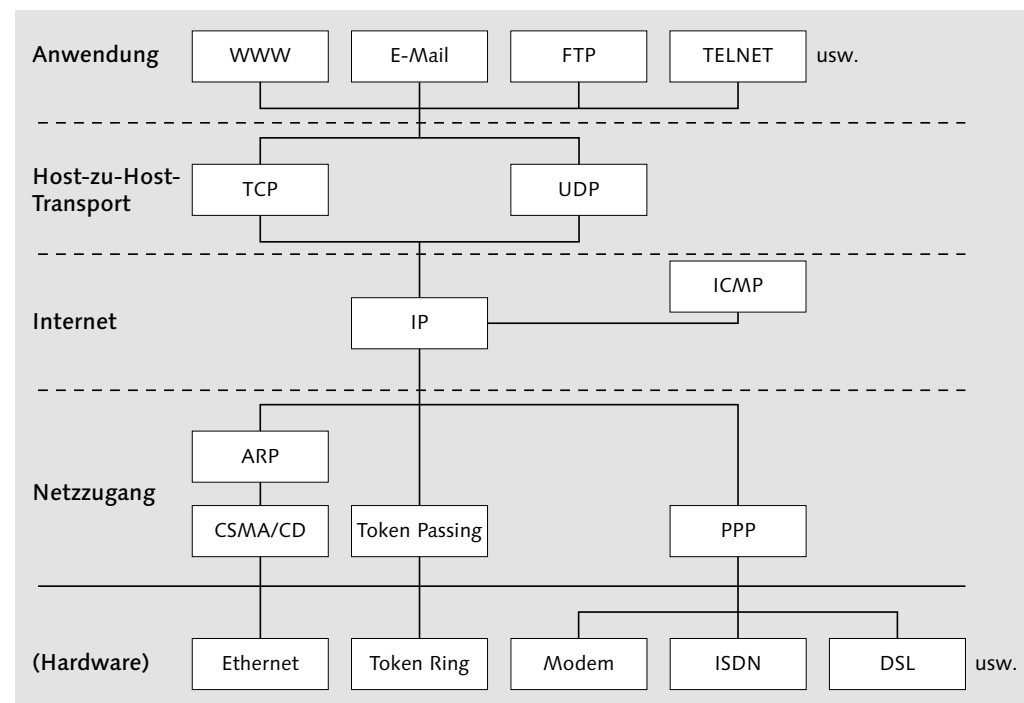 Anwendung
WWW
E-Mail
FTP
TELNET
usw.
Host-zu-Host-
Transport
TCP
UDP
Internet
IP
ICMP
Netzzugang
ARP
CSMA/CD
Token Passing
PPP
(Hardware)
Ethernet
Token Ring
Modem
ISDN
DSL
usw.